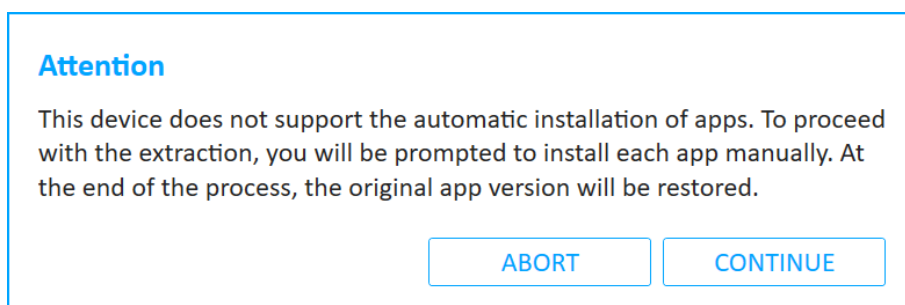 Attention
This device does not support the automatic installation of apps. To proceed
with the extraction, you will be prompted to install each app manually. At
the end of the process, the original app version will be restored.
ABORT
CONTINUE